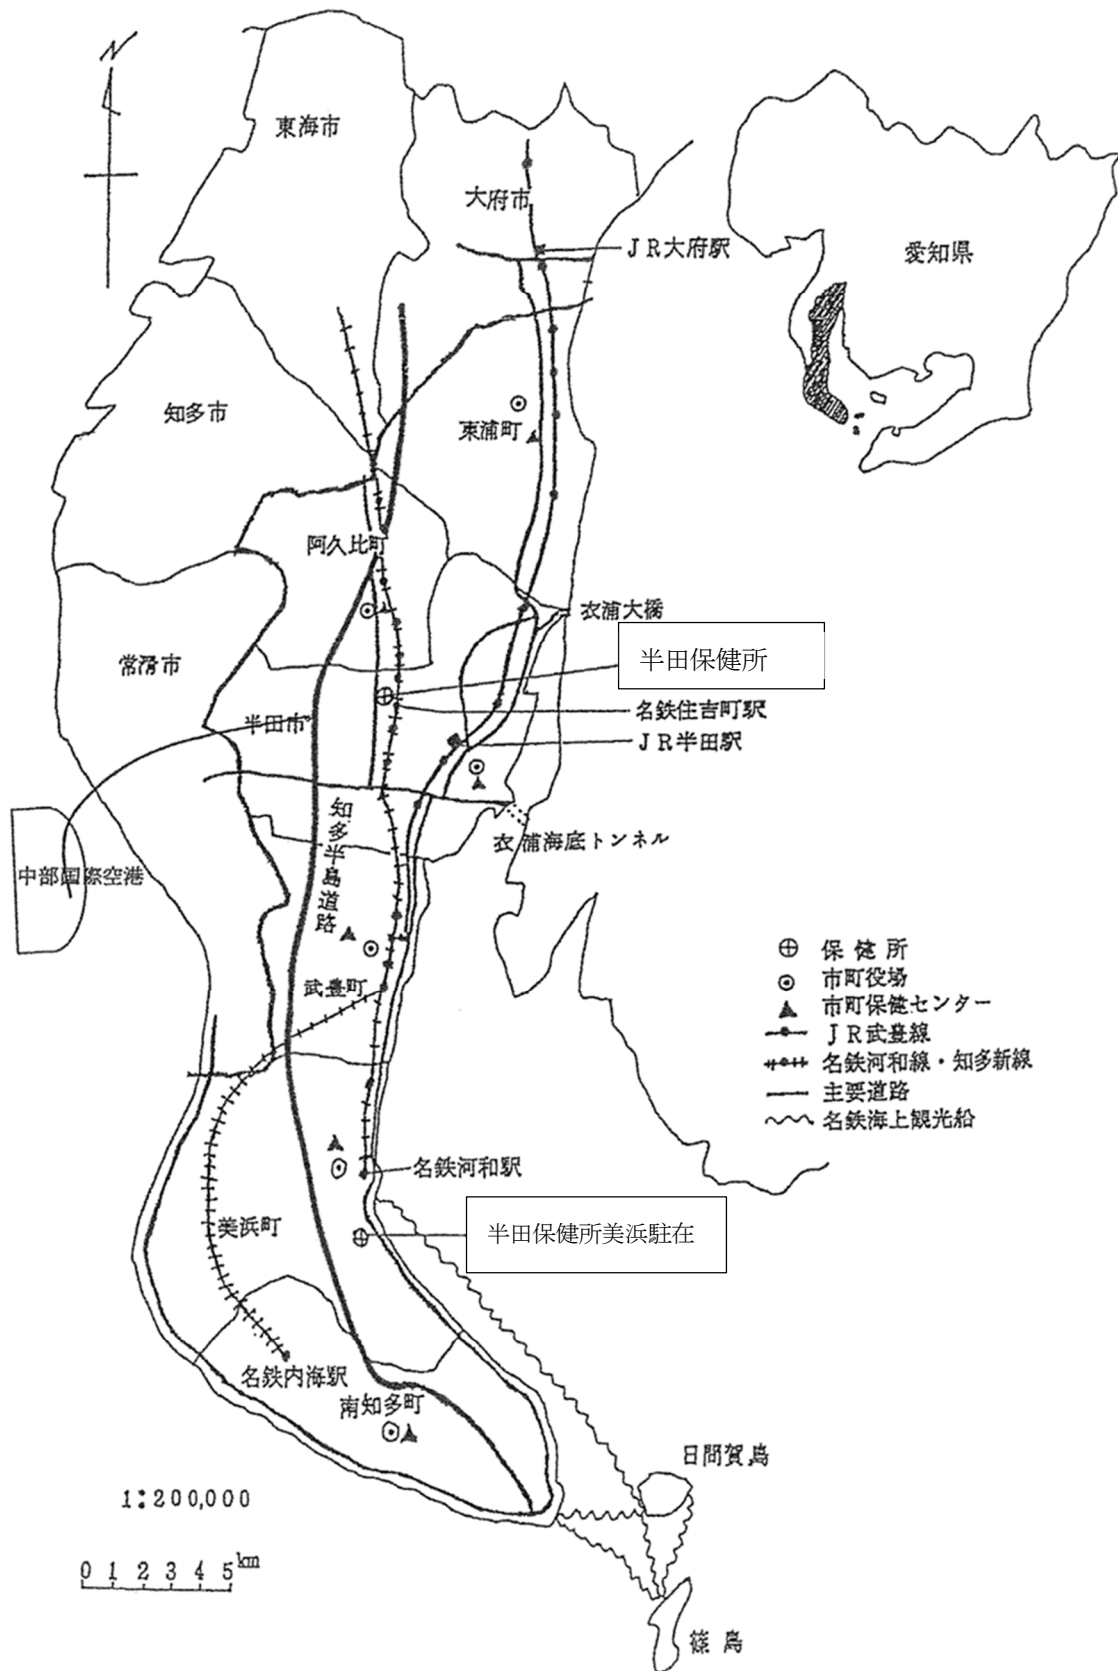 N
東海市
大府市
JR大府駅
愛知県
知多市
東浦町
阿久比町
衣浦大橋
半田保健所
常滑市
名鉄住吉町駅
半田市
JR半田駅
知多半島道路
衣浦海底トンネル
中部国際空港
武豊町
保健所
市町役場
市町保健センター
JR武豊線
名鉄河和線・知多新線
主要道路
名鉄海上観光船
名鉄河和駅
美浜町
半田保健所美浜駐在
名鉄内海駅
南知多町
日間賀島
1:200,000
0 1 2 3 4 5km
篠島